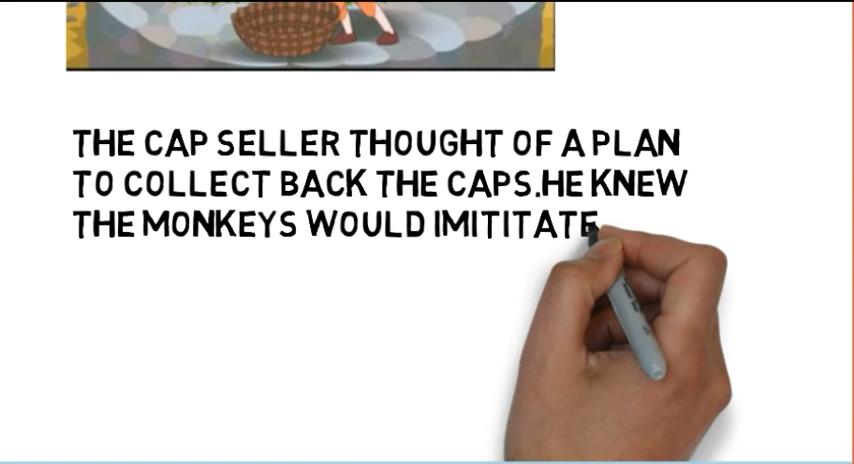 THE CAP SELLER THOUGHT OF A PLAN
TO COLLECT BACK THE CAPS.HE KNEW
THE MONKEYS WOULD IMITITATE